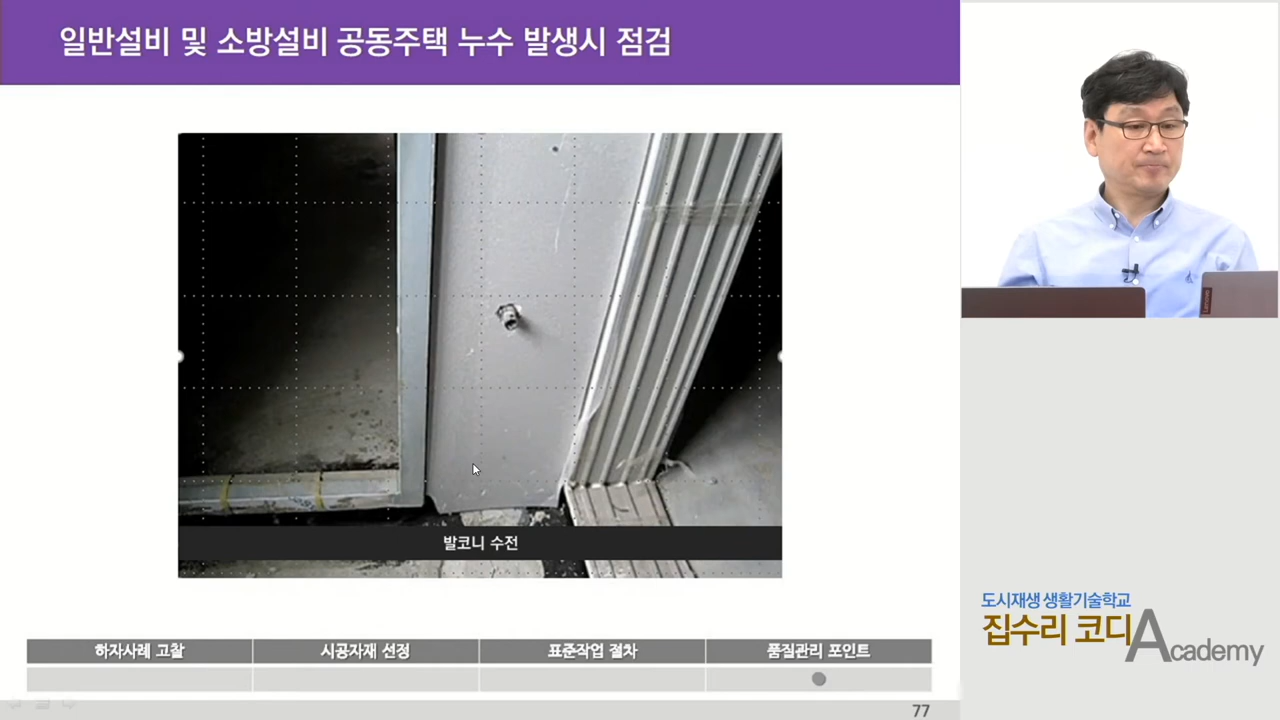 일반설비 및 소방설비 공동주택 누수 발생시 점검
발코니 수전
하자사례 고찰
시공자재 선정
표준작업 절차
품질관리 포인트
77
도시재생 생활기술학교
집수리 코디 Academy
Lenovo